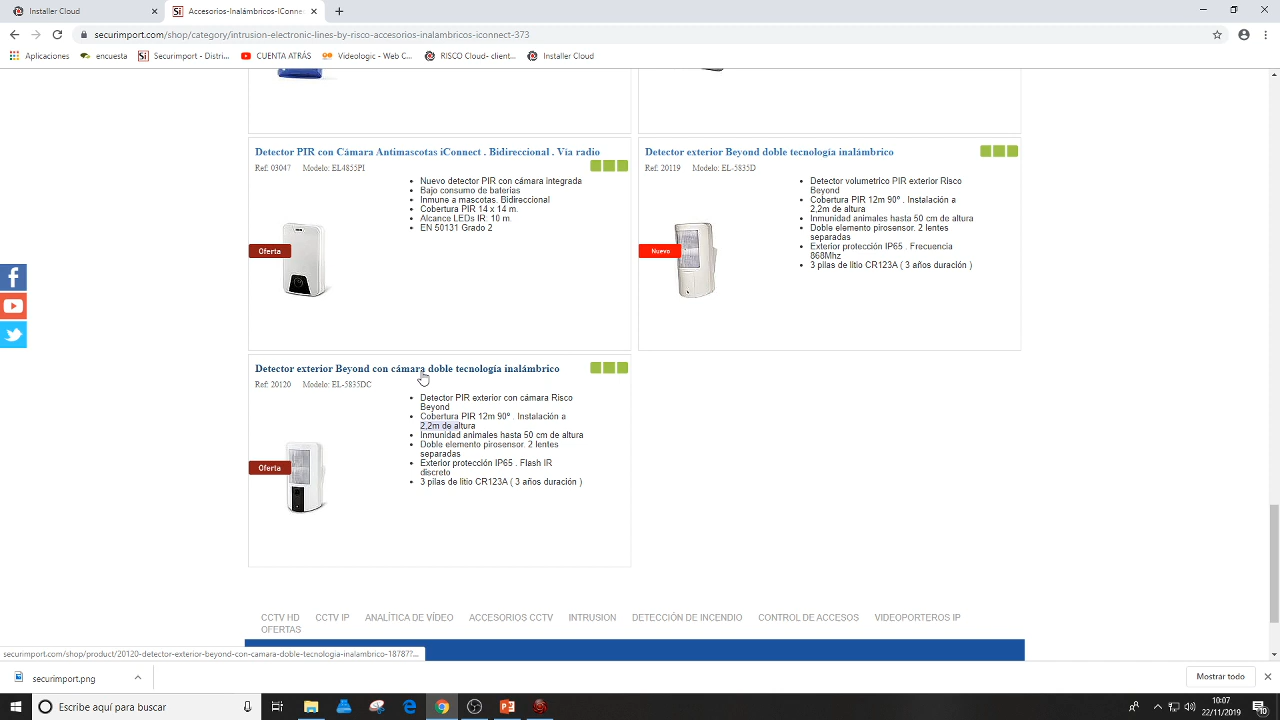 Installer Cloud
Accesorios-Inalámbricos-IConne
securimport.com/shop/category/intrusion-electronic-lines-by-risco-accesorios-inalambricos-iconnect-373
Aplicaciones
encuesta
Securimport - Distri...
CUENTA ATRÁS
Videologic - Web C...
RISCO Cloud- client...
Installer Cloud
Detector PIR con Cámara Antimascotas iConnect . Bidireccional . Vía radio
Ref: 03047 Modelo: EL4855PI
Nuevo detector PIR con cámara integrada
Bajo consumo de baterias
Inmune a mascotas. Bidireccional
Cobertura PIR 14 x 14 m.
Alcance LEDs IR. 10 m.
EN 50131 Grado 2
Oferta
Detector exterior Beyond doble tecnología inalámbrico
Ref: 20119 Modelo: EL-5835D
Detector volumetrico PIR exterior Risco
Beyond
Cobertura PIR 12m 90º . Instalación a
2,2m de altura
Inmunidad animales hasta 50 cm de altura
Doble elemento pirosensor. 2 lentes
separadas
Exterior protección IP65 . Frecuencia
868Mhz
3 pilas de litio CR123A ( 3 años duración )
Nuevo
Detector exterior Beyond con cámara doble tecnología inalámbrico
Ref: 20120 Modelo: EL-5835DC
Detector PIR exterior con cámara Risco
Beyond
Cobertura PIR 12m 90º . Instalación a
2,2m de altura
Inmunidad animales hasta 50 cm de altura
Doble elemento pirosensor. 2 lentes
separadas
Exterior protección IP65 . Flash IR
discreto
3 pilas de litio CR123A ( 3 años duración )
Oferta
CCTV HD CCTV IP ANALÍTICA DE VÍDEO ACCESORIOS CCTV INTRUSION DETECCIÓN DE INCENDIO CONTROL DE ACCESOS VIDEOPORTEROS IP
OFERTAS
securimport.com/shop/product/20120-detector-exterior-beyond-con-camara-doble-tecnologia-inalambrico-18787?...
securimport.png
Mostrar todo
Escribe aquí para buscar
10:07
22/11/2019